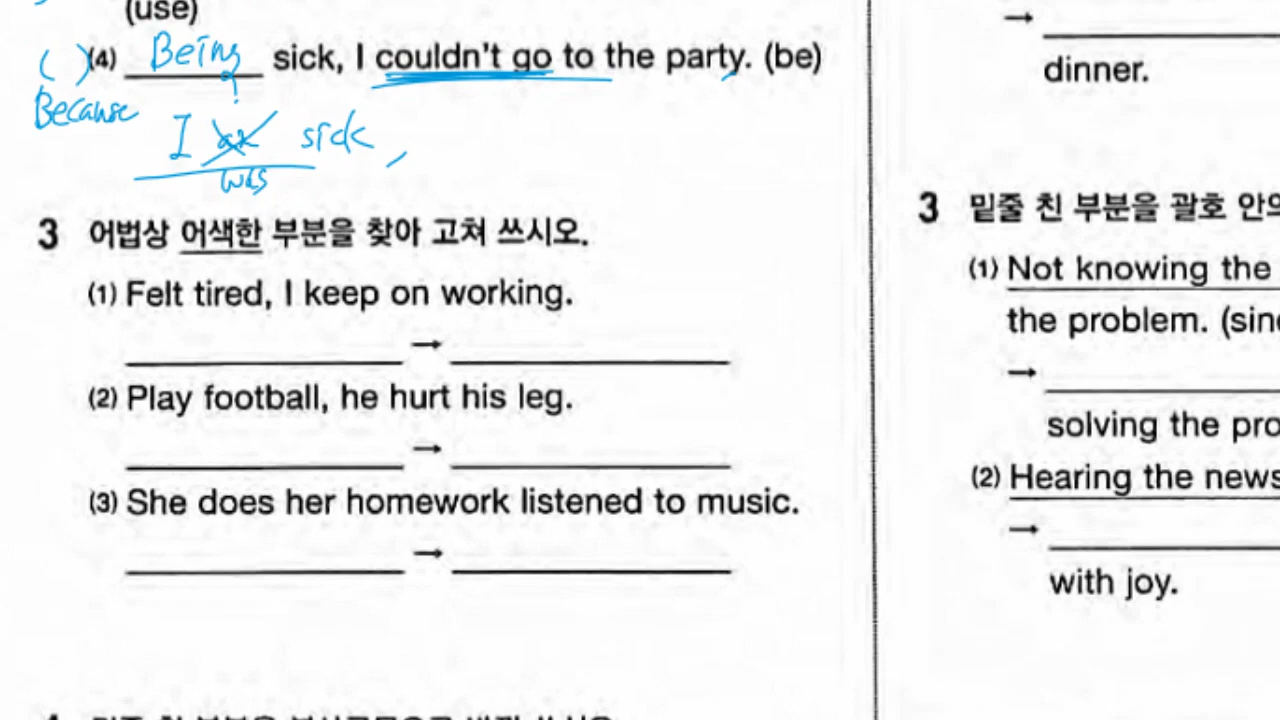 (use)
( ) (4) Being sick, I couldn't go to the party. (be)
Because
I sick,
was
3 어법상 어색한 부분을 찾아 고쳐 쓰시오.
(1) Felt tired, I keep on working.
→
(2) Play football, he hurt his leg.
→
(3) She does her homework listened to music.
→
→
dinner.
3 밑줄 친 부분을 괄호 안의
(1) Not knowing the
the problem. (sinc
→
solving the pro
(2) Hearing the news
→
with joy.